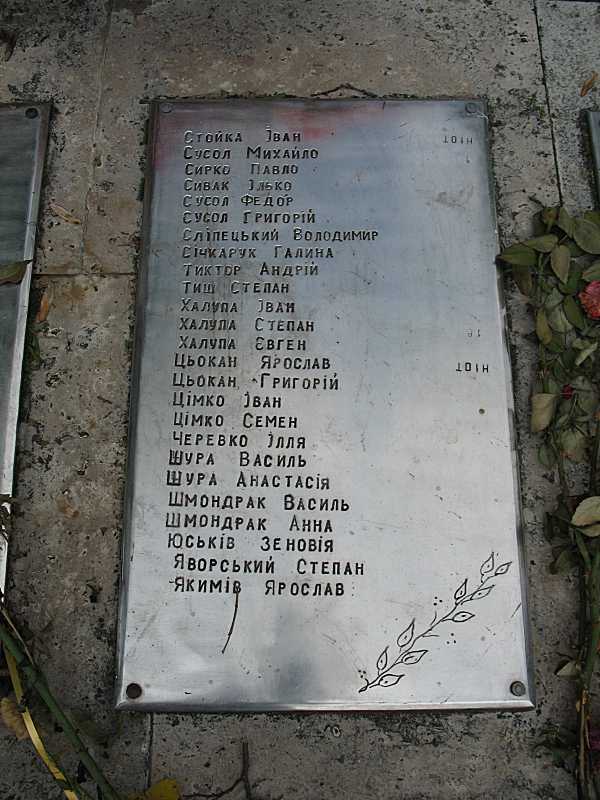 Стойка Іван
Сусол Михайло
Сирко Павло
Сивак Ілько
Сусол Федор
Сусол Григорій
Сліпецький Володимир
Січкарук Галина
Тиктор Андрій
Тиш Степан
Халупа Іван
Халупа Степан
Халупа Євген
Цьокан Ярослав
Цьокан Григорій
Цімко Іван
Цімко Семен
Черевко Ілля
Шура Василь
Шура Анастасія
Шмондрак Василь
Шмондрак Анна
Юськів Зеновія
Яворський Степан
Якимів Ярослав